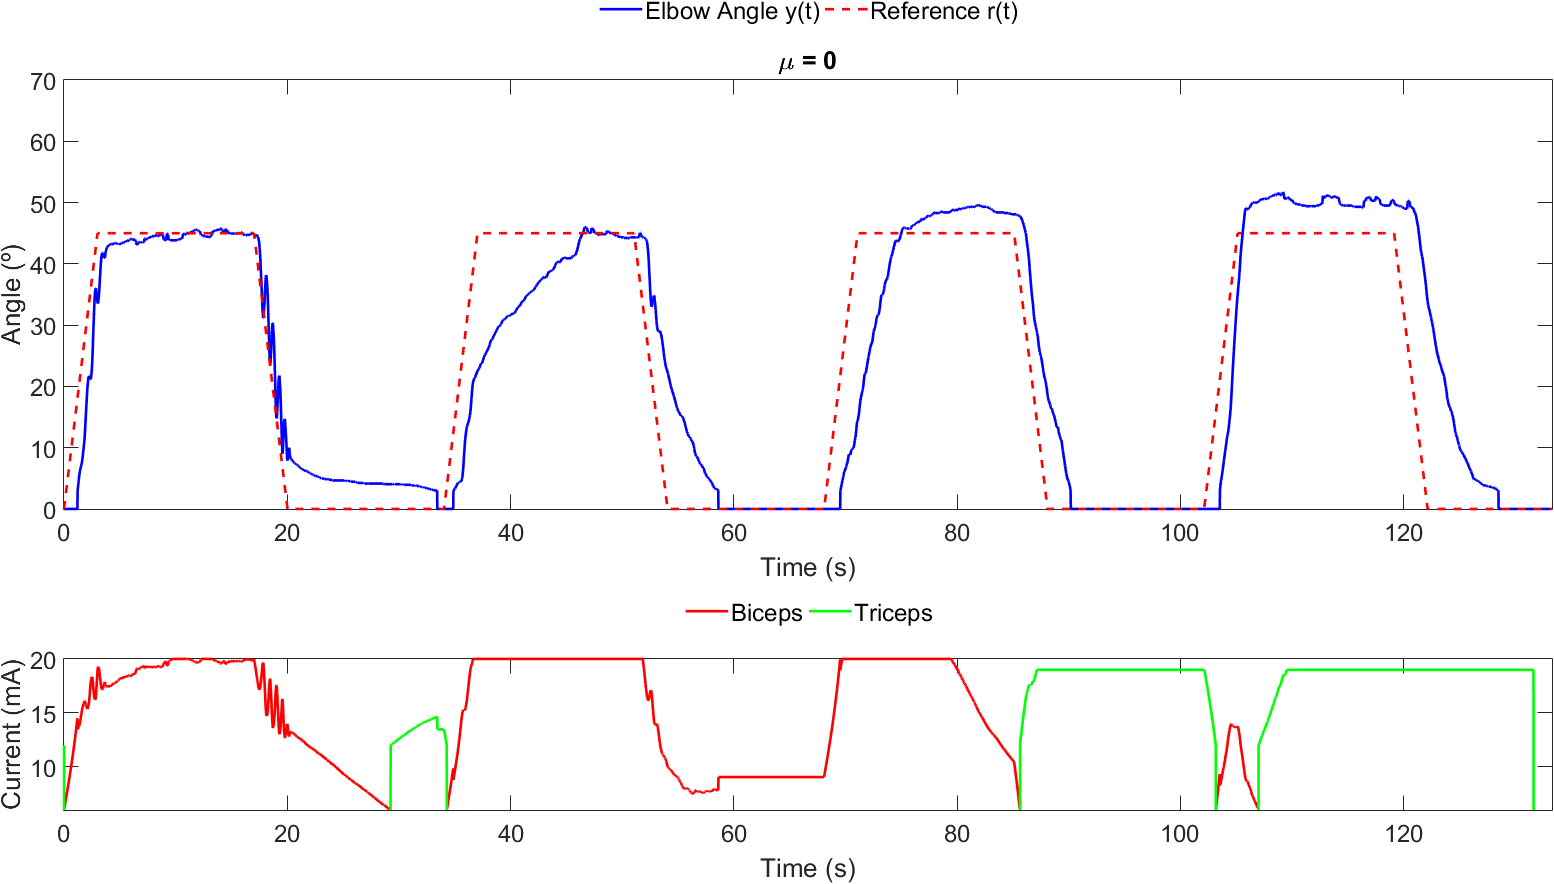 Elbow Angle y(t) Reference r(t)
μ = 0
70
60
50
40
30
20
10
0
Angle (º)
0 20 40 60 80 100 120
Time (s)
Biceps Triceps
20
15
10
Current (mA)
0 20 40 60 80 100 120
Time (s)